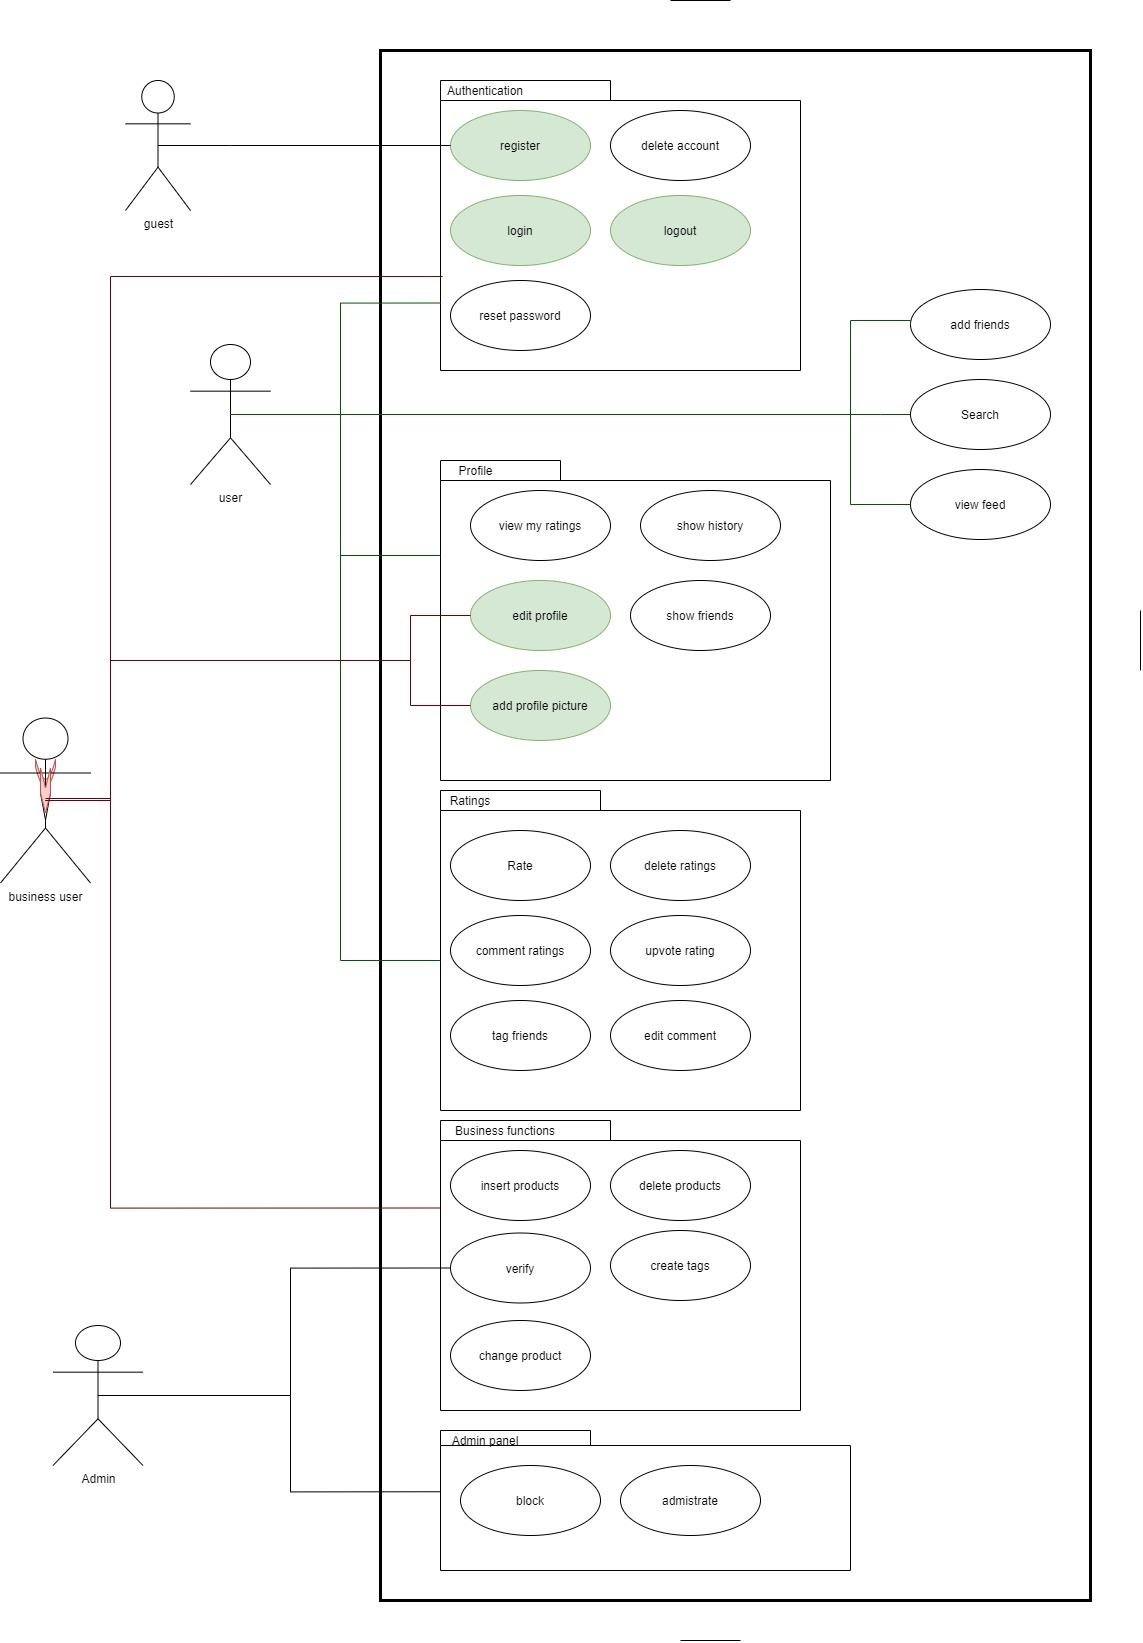 Authentication
register
delete account
guest
login
logout
reset password
add friends
Search
user
view feed
Profile
view my ratings
show history
edit profile
show friends
add profile picture
Ratings
Rate
delete ratings
business user
comment ratings
upvote rating
tag friends
edit comment
Business functions
insert products
delete products
verify
create tags
change product
Admin panel
Admin
block
admistrate